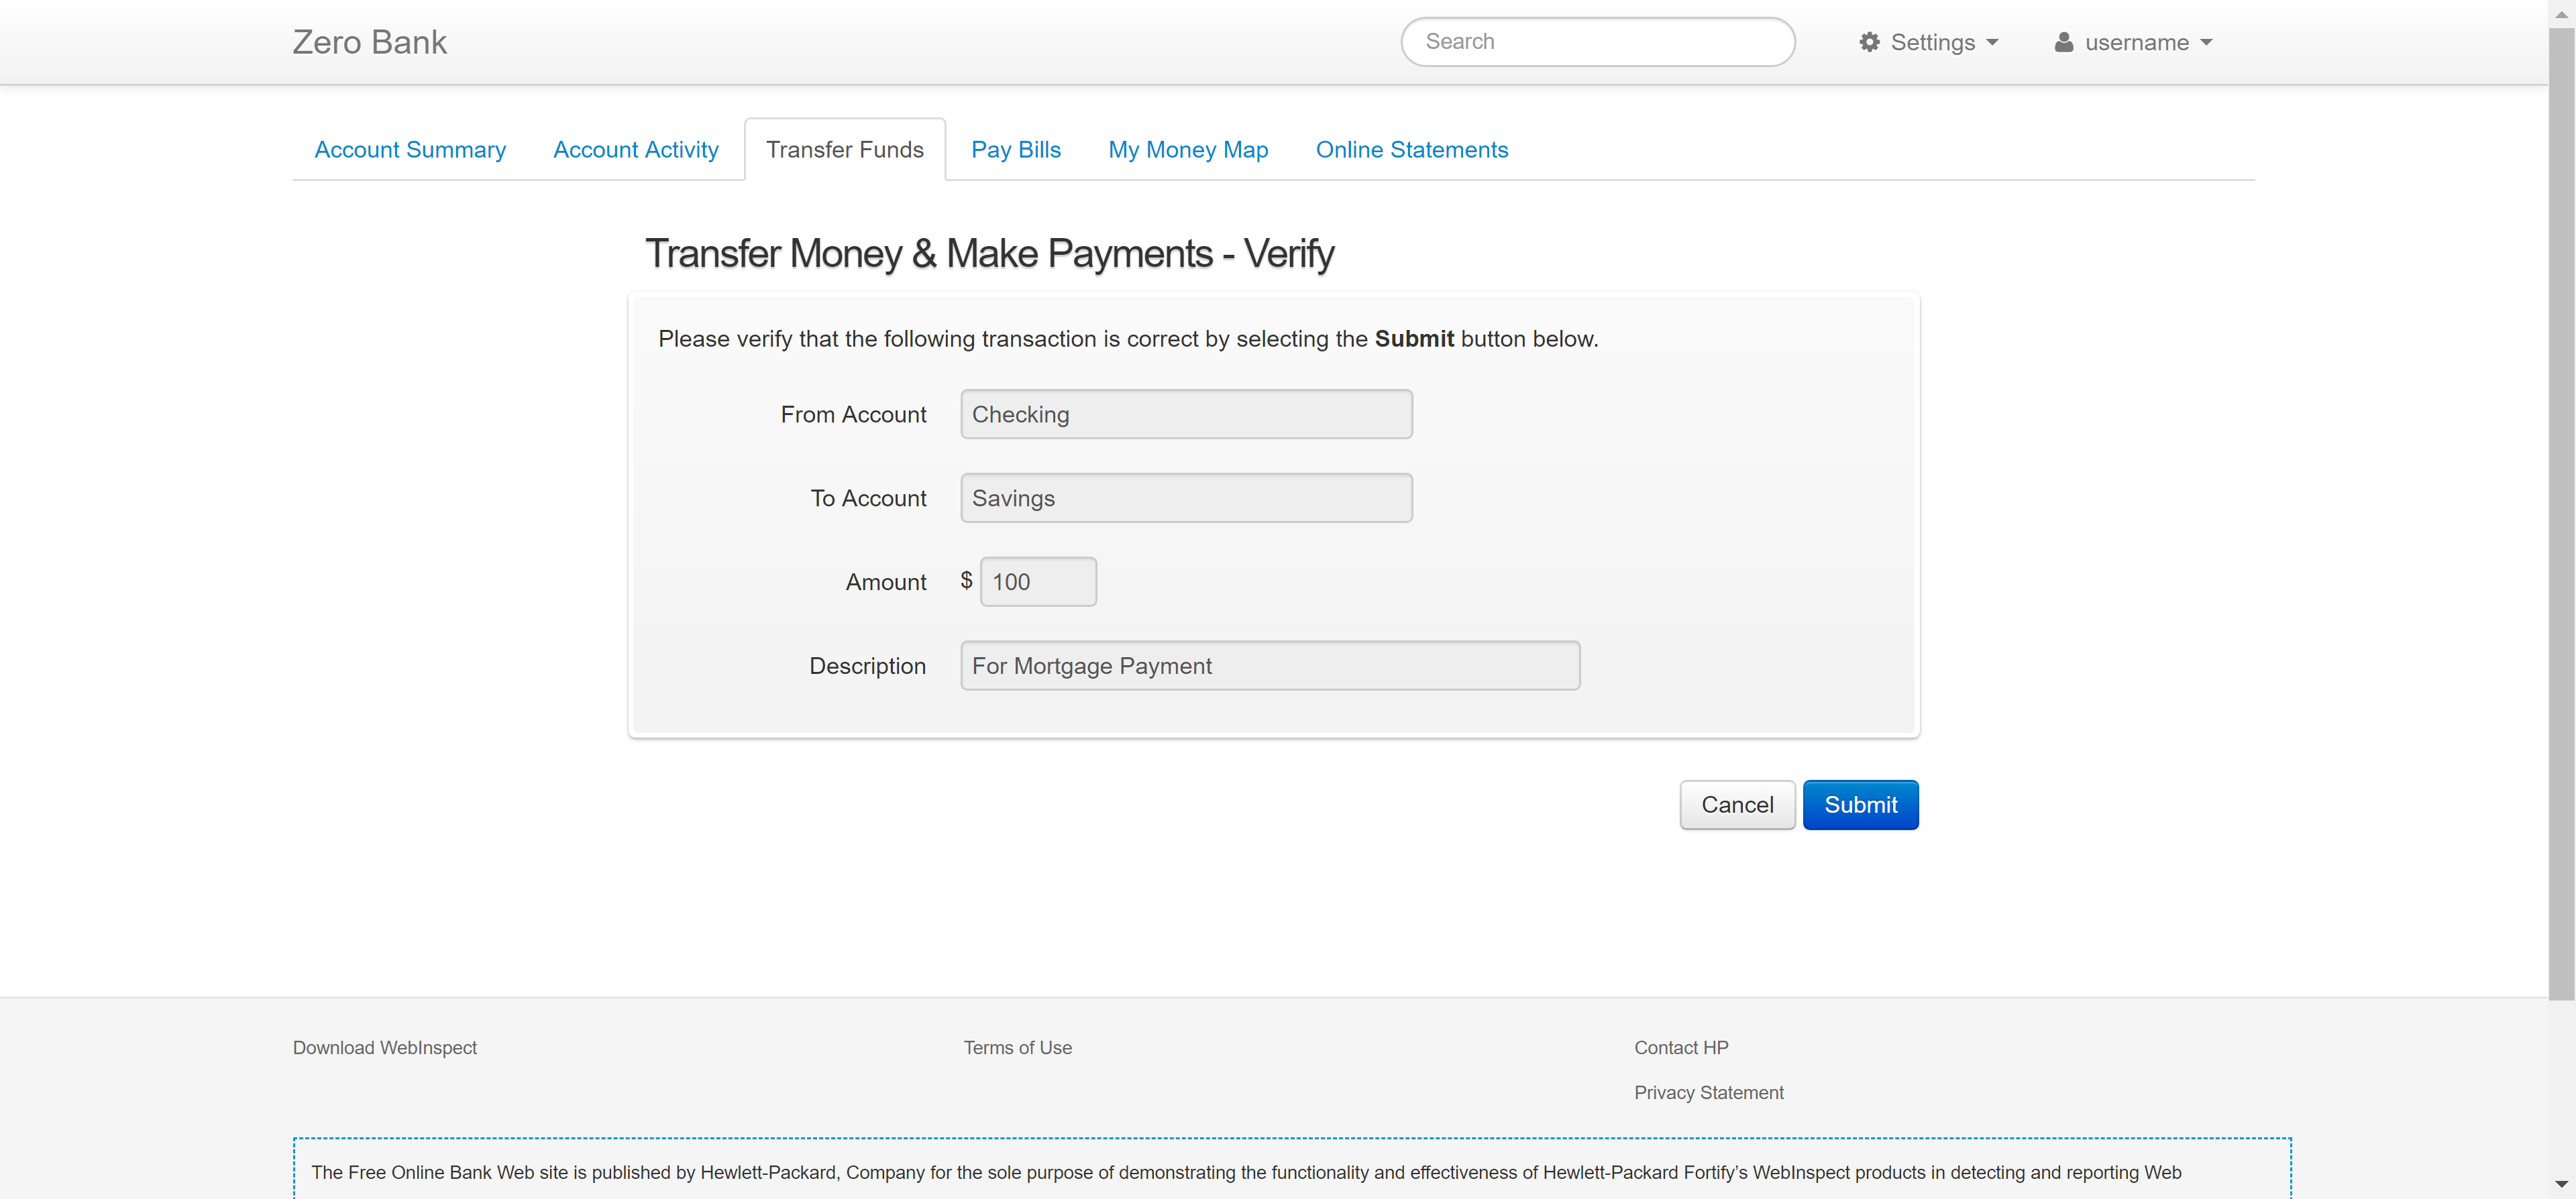 Zero Bank
Search
Settings
username
Account Summary
Account Activity
Transfer Funds
Pay Bills
My Money Map
Online Statements
Transfer Money & Make Payments - Verify
Please verify that the following transaction is correct by selecting the Submit button below.
From Account
Checking
To Account
Savings
Amount
$ 100
Description
For Mortgage Payment
Cancel
Submit
Download WebInspect
Terms of Use
Contact HP
Privacy Statement
The Free Online Bank Web site is published by Hewlett-Packard, Company for the sole purpose of demonstrating the functionality and effectiveness of Hewlett-Packard Fortify’s WebInspect products in detecting and reporting Web